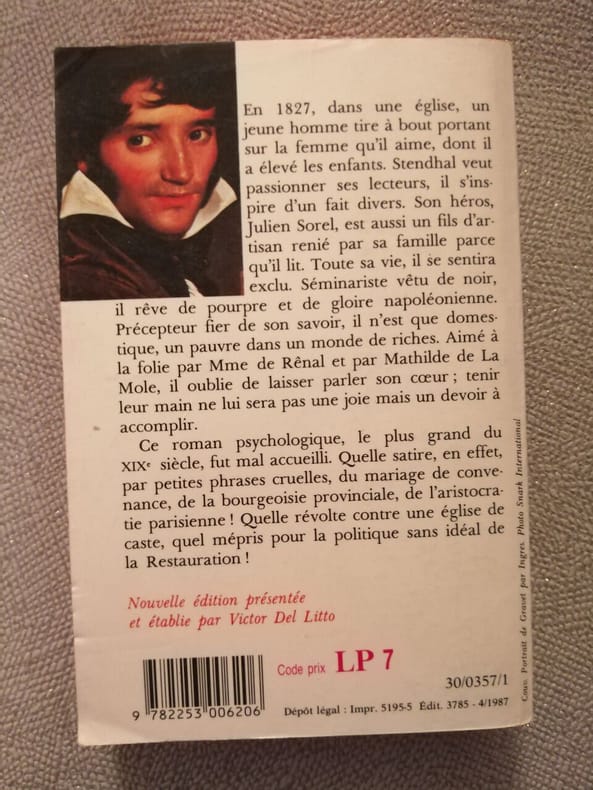 En 1827, dans une église, un
jeune homme tire à bout portant
sur la femme qu'il aime, dont il
a élevé les enfants. Stendhal veut
passionner ses lecteurs, il s'ins-
pire d'un fait divers. Son héros,
Julien Sorel, est aussi un fils d'ar-
tisan renié par sa famille parce
qu'il lit. Toute sa vie, il se sentira
exclu. Séminariste vêtu de noir,
il rêve de pourpre et de gloire napoléonienne.
Précepteur fier de son savoir, il n'est que domes-
tique, un pauvre dans un monde de riches. Aimé à
la folie par Mme de Rênal et par Mathilde de La
Mole, il oublie de laisser parler son cœur ; tenir
leur main ne lui sera pas une joie mais un devoir à
accomplir.
Ce roman psychologique, le plus grand du
XIXe siècle, fut mal accueilli. Quelle satire, en effet,
par petites phrases cruelles, du mariage de conve-
nance, de la bourgeoisie provinciale, de l'aristocra-
tie parisienne ! Quelle révolte contre une église de
caste, quel mépris pour la politique sans idéal de
la Restauration !
Nouvelle édition présentée
et établie par Victor Del Litto
Code prix LP 7
30/0357/1
9 782253 006206
Dépôt légal : Impr. 5195-5 Édit. 3785 - 4/1987
Couv. Portrait de Granet par Ingres. Photo Snark International